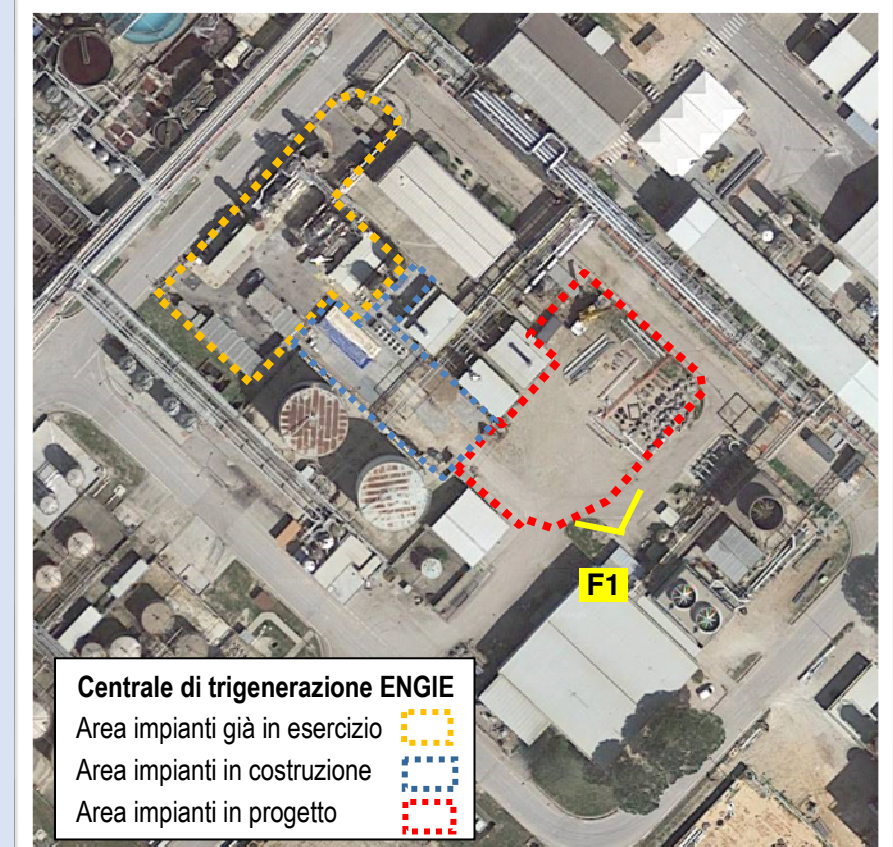 F1
Centrale di trigenerazione ENGIE
Area impianti già in esercizio
Area impianti in costruzione
Area impianti in progetto